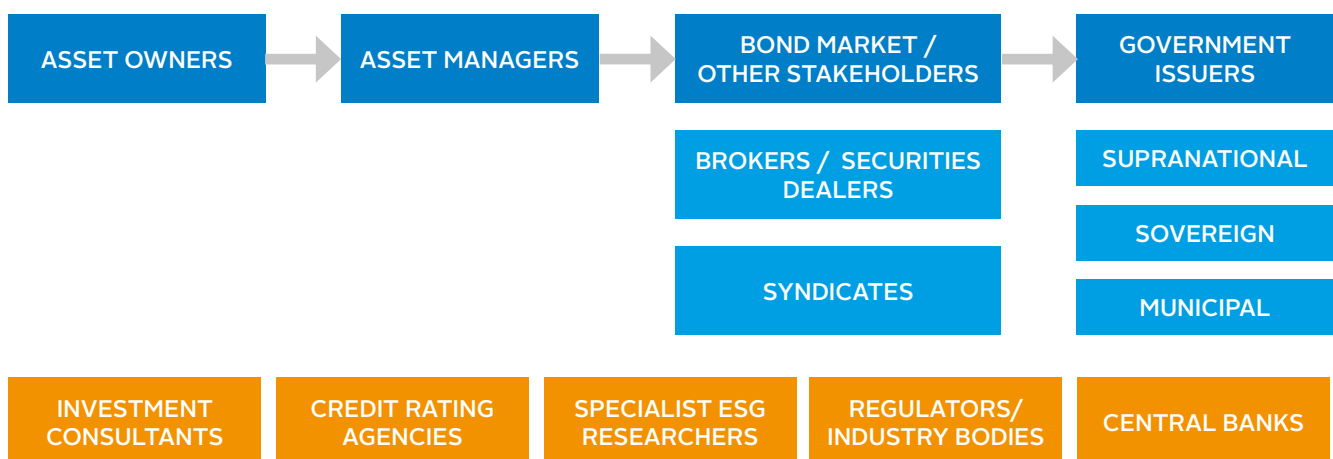 ASSET OWNERS
ASSET MANAGERS
BOND MARKET /
OTHER STAKEHOLDERS
GOVERNMENT
ISSUERS
BROKERS / SECURITIES
DEALERS
SYNDICATES
SUPRANATIONAL
SOVEREIGN
MUNICIPAL
INVESTMENT
CONSULTANTS
CREDIT RATING
AGENCIES
SPECIALIST ESG
RESEARCHERS
REGULATORS/
INDUSTRY BODIES
CENTRAL BANKS